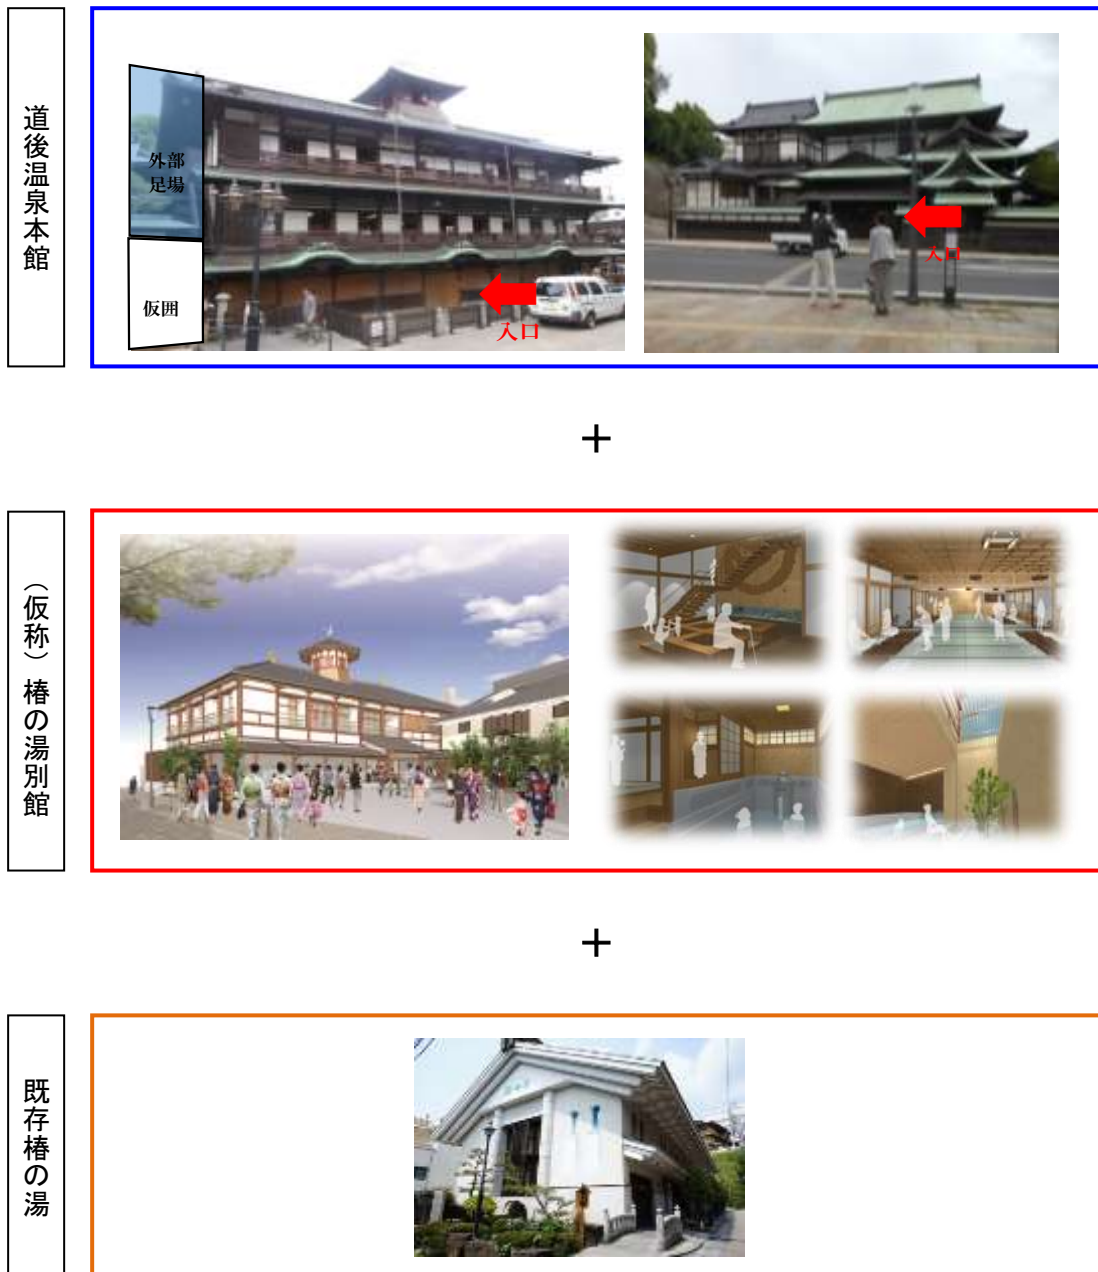 道後温泉本館
外部
足場
仮囲
入口
入口
+
（仮称）椿の湯別館
+
既存椿の湯